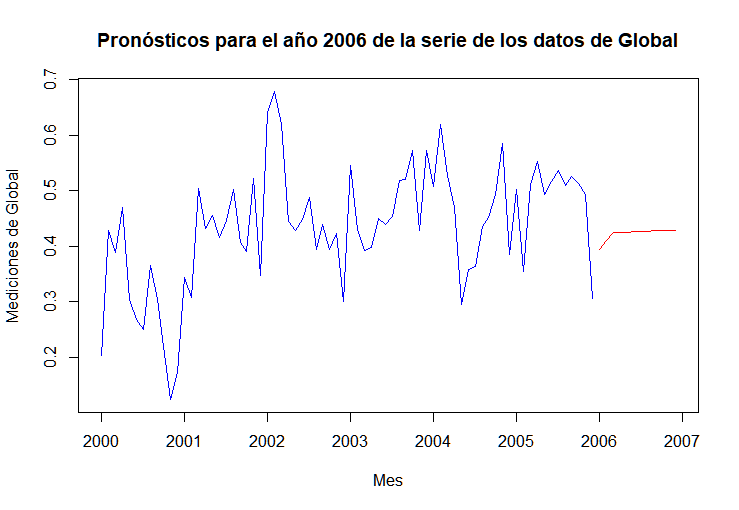 Pronósticos para el año 2006 de la serie de los datos de Global
Mediciones de Global
0.7
0.6
0.5
0.4
0.3
0.2
2000 2001 2002 2003 2004 2005 2006 2007
Mes